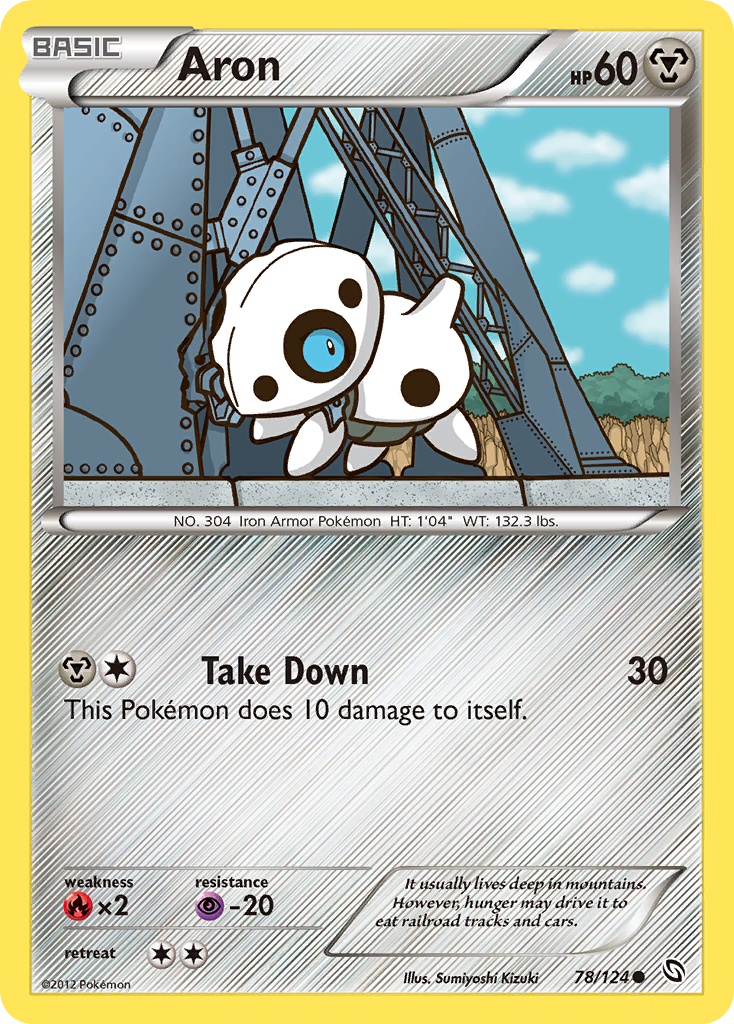 BASIC
Aron
HP60
NO. 304 Iron Armor Pokémon HT: 1'04" WT: 132.3 lbs.
Take Down 30
This Pokémon does 10 damage to itself.
weakness
×2
resistance
-20
It usually lives deep in mountains.
However, hunger may drive it to
eat railroad tracks and cars.
retreat
©2012 Pokémon
Illus. Sumiyoshi Kizuki
78/124